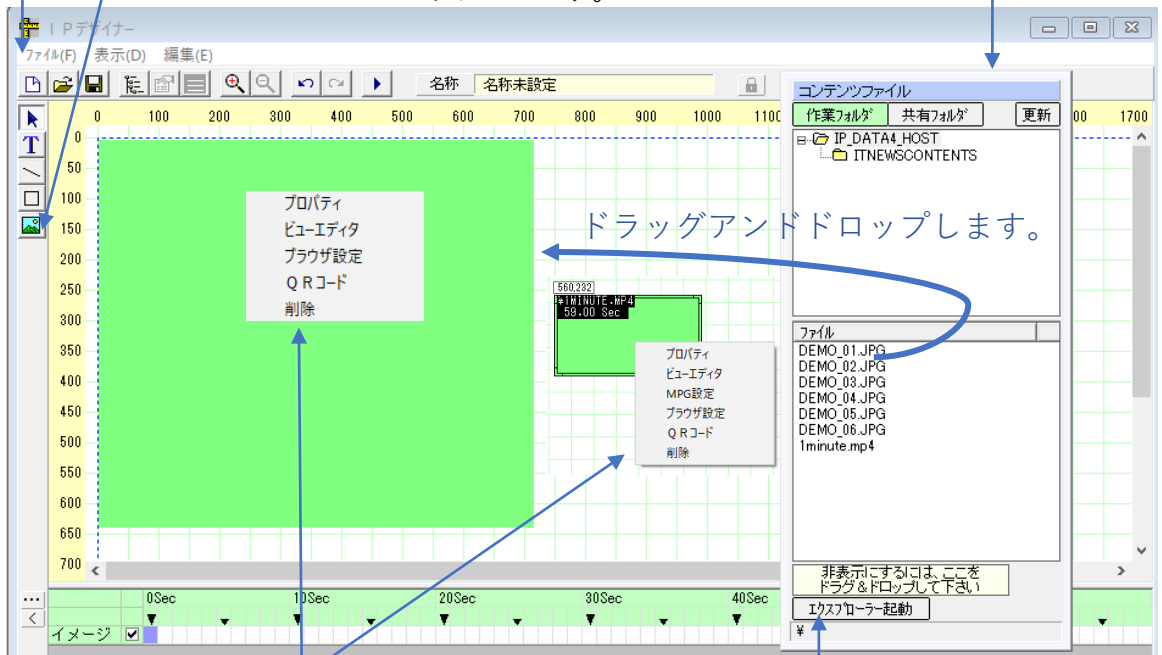 ＩＰデザイナー
ファイル(F) 表示(D) 編集(E)
名称 名称未設定
0 100 200 300 400 500 600 700 800 900 1000 1100 00 1700
0
50
100
150
200
250
300
350
400
450
500
550
600
650
700
プロパティ
ビューエディタ
ブラウザ設定
ＱＲコード
削除
ドラッグアンドドロップします。
560,232
¥1MINUTE.MP4
59.00 Sec
プロパティ
ビューエディタ
MPG設定
ブラウザ設定
ＱＲコード
削除
コンテンツファイル
作業フォルダ 共有フォルダ 更新
IP_DATA4_HOST
ITNEWSCONTENTS
ファイル
DEMO_01.JPG
DEMO_02.JPG
DEMO_03.JPG
DEMO_04.JPG
DEMO_05.JPG
DEMO_06.JPG
1minute.mp4
非表示にするには、ここを
ドラグ＆ドロップして下さい
エクスプローラー起動
¥
0Sec 10Sec 20Sec 30Sec 40Sec
イメージ